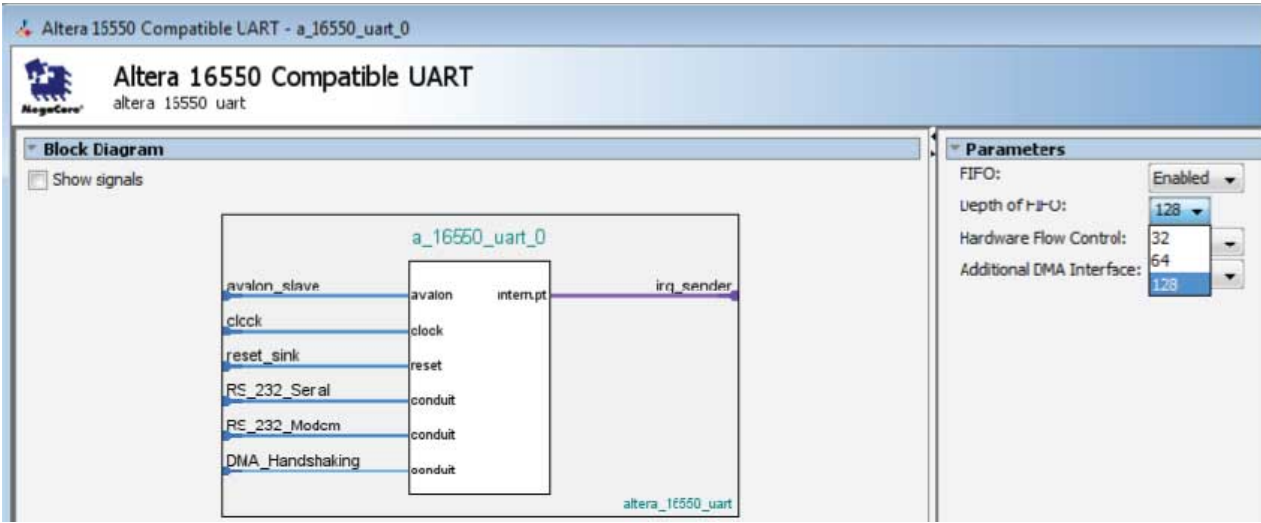 Altera 16550 Compatible UART - a_16550_uart_0
MegaCore'
Altera 16550 Compatible UART
altera 16550 uart
Block Diagram
Show signals
a_16550_uart_0
avalon_slave
avalon
interrupt
irq_sender
clock
clock
reset_sink
reset
RS_232_Serial
conduit
RS_232_Modem
conduit
DMA_Handshaking
conduit
altera_16550_uart
Parameters
FIFO: Enabled
Depth of FIFO: 128
Hardware Flow Control:
Additional DMA Interface:
32
64
128